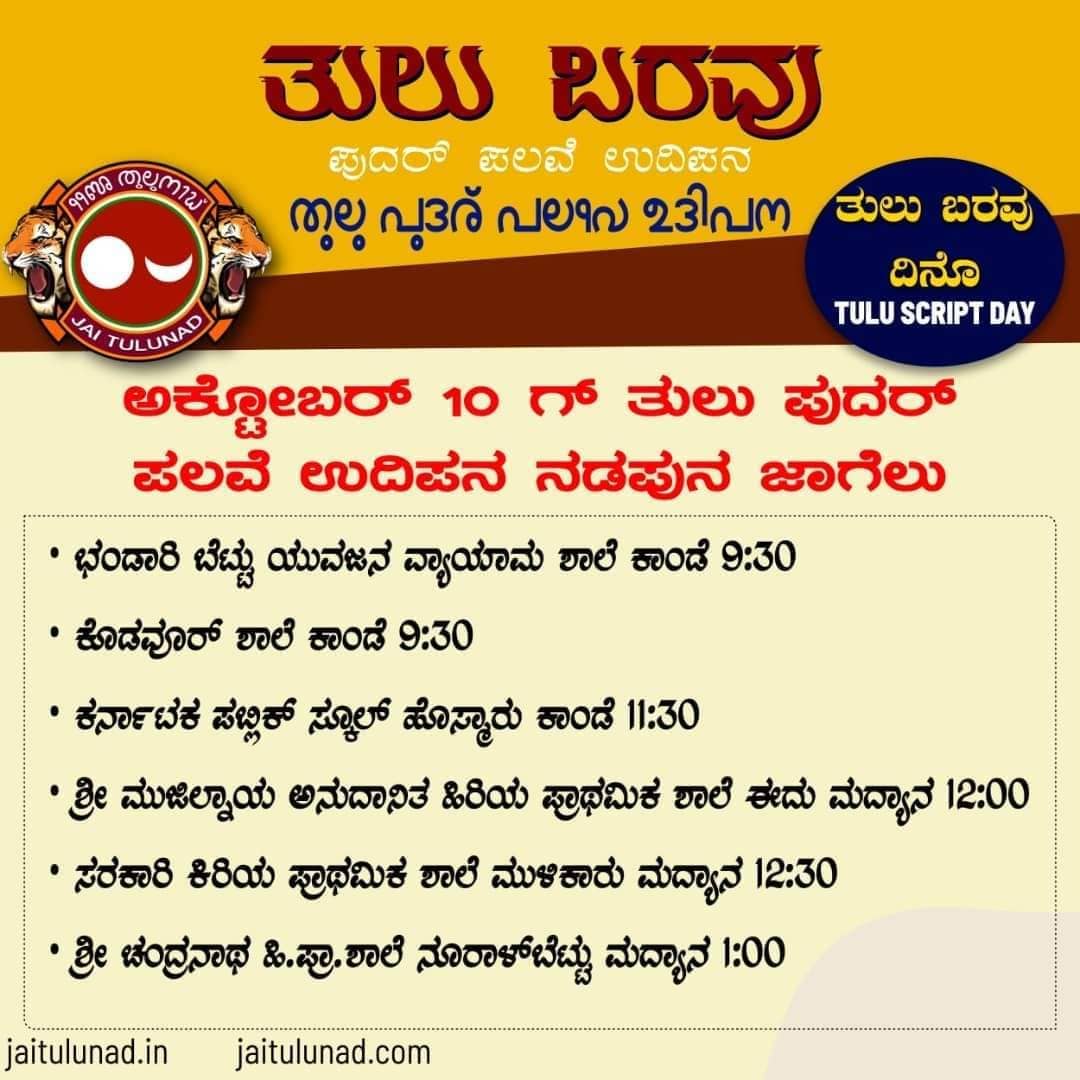 ತುಲು ಬರವು
ಪುದರ್ ಪಲವೆ ಉದಿಪನ
ತುಲು ಬರವು
ದಿನೊ
TULU SCRIPT DAY
JAI TULUNAD
ಅಕ್ಟೋಬರ್ 10 ಗ್ ತುಲು ಪುದರ್
ಪಲವೆ ಉದಿಪನ ನಡಪುನ ಜಾಗೆಲು
• ಭಂಡಾರಿ ಬೆಟ್ಟು ಯುವಜನ ವ್ಯಾಯಾಮ ಶಾಲೆ ಕಾಂಡೆ 9:30
• ಕೊಡವೂರ್ ಶಾಲೆ ಕಾಂಡೆ 9:30
• ಕರ್ನಾಟಕ ಪಬ್ಲಿಕ್ ಸ್ಕೂಲ್ ಹೊಸ್ಮಾರು ಕಾಂಡೆ 11:30
• ಶ್ರೀ ಮುಜಿಲ್ನಾಯ ಅನುದಾನಿತ ಹಿರಿಯ ಪ್ರಾಥಮಿಕ ಶಾಲೆ ಈದು ಮದ್ಯಾನ 12:00
• ಸರಕಾರಿ ಕಿರಿಯ ಪ್ರಾಥಮಿಕ ಶಾಲೆ ಮುಳಿಕಾರು ಮದ್ಯಾನ 12:30
• ಶ್ರೀ ಚಂದ್ರನಾಥ ಹಿ.ಪ್ರಾ.ಶಾಲೆ ನೂರಾಳ್‌ಬೆಟ್ಟು ಮದ್ಯಾನ 1:00
jaitulunad.in jaitulunad.com